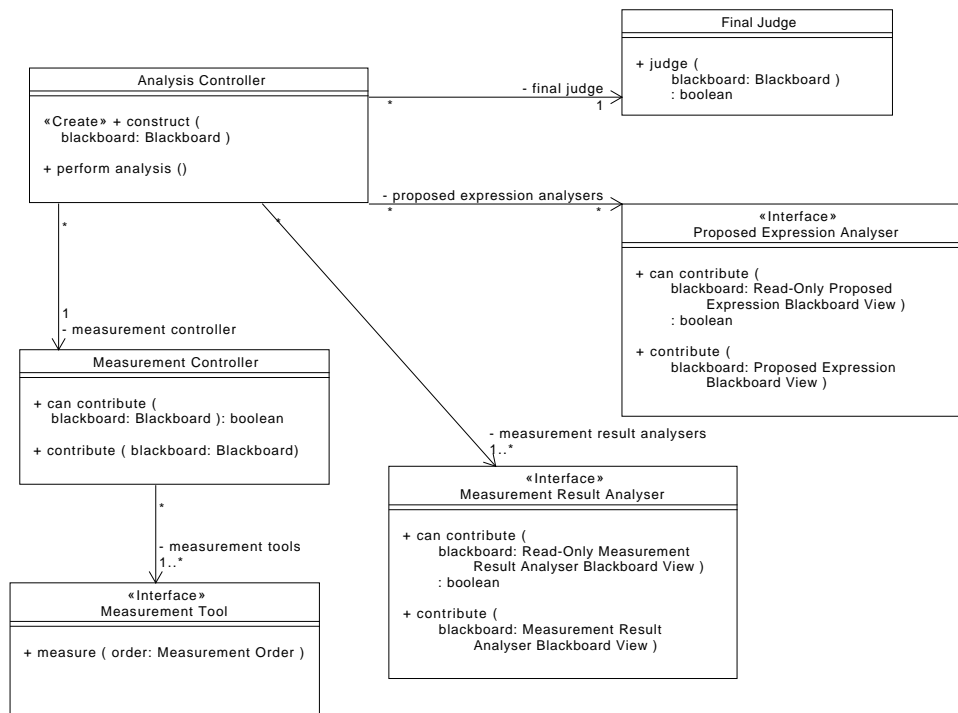 Final Judge
+ judge (
blackboard: Blackboard )
: boolean
Analysis Controller
«Create» + construct (
blackboard: Blackboard )
+ perform analysis ()
- final judge
*
1
- proposed expression analysers
*
*
«Interface»
Proposed Expression Analyser
+ can contribute (
blackboard: Read-Only Proposed
Expression Blackboard View )
: boolean
+ contribute (
blackboard: Proposed Expression
Blackboard View )
*
*
1
- measurement controller
Measurement Controller
+ can contribute (
blackboard: Blackboard ): boolean
+ contribute ( blackboard: Blackboard)
- measurement result analysers
1..*
«Interface»
Measurement Result Analyser
+ can contribute (
blackboard: Read-Only Measurement
Result Analyser Blackboard View )
: boolean
+ contribute (
blackboard: Measurement Result
Analyser Blackboard View )
*
- measurement tools
1..*
«Interface»
Measurement Tool
+ measure ( order: Measurement Order )